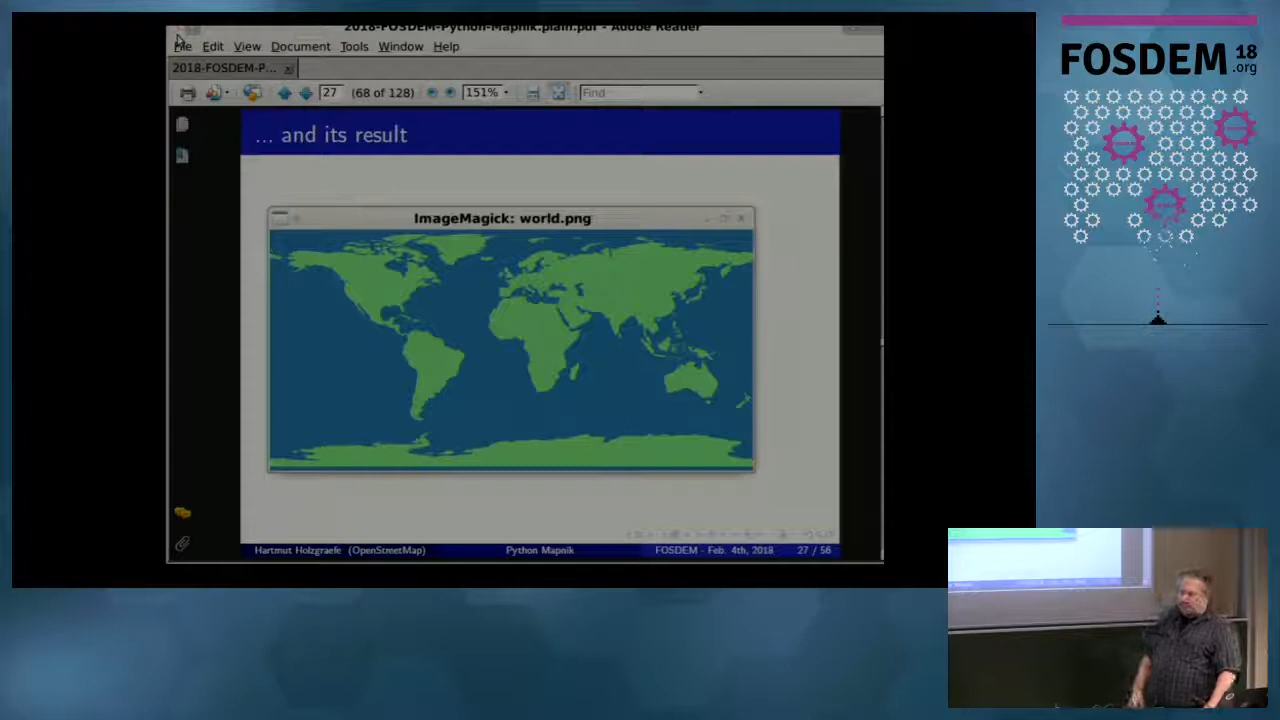 2018-FOSDEM-Python-Mapnik.plain.pdf - Adobe Reader
File Edit View Document Tools Window Help
2018-FOSDEM-P...
27 (68 of 128) 151% Find
... and its result
ImageMagick: world.png
Hartmut Holzgraefe (OpenStreetMap) Python Mapnik FOSDEM - Feb. 4th, 2018 27 / 56
FOSDEM 18
.org